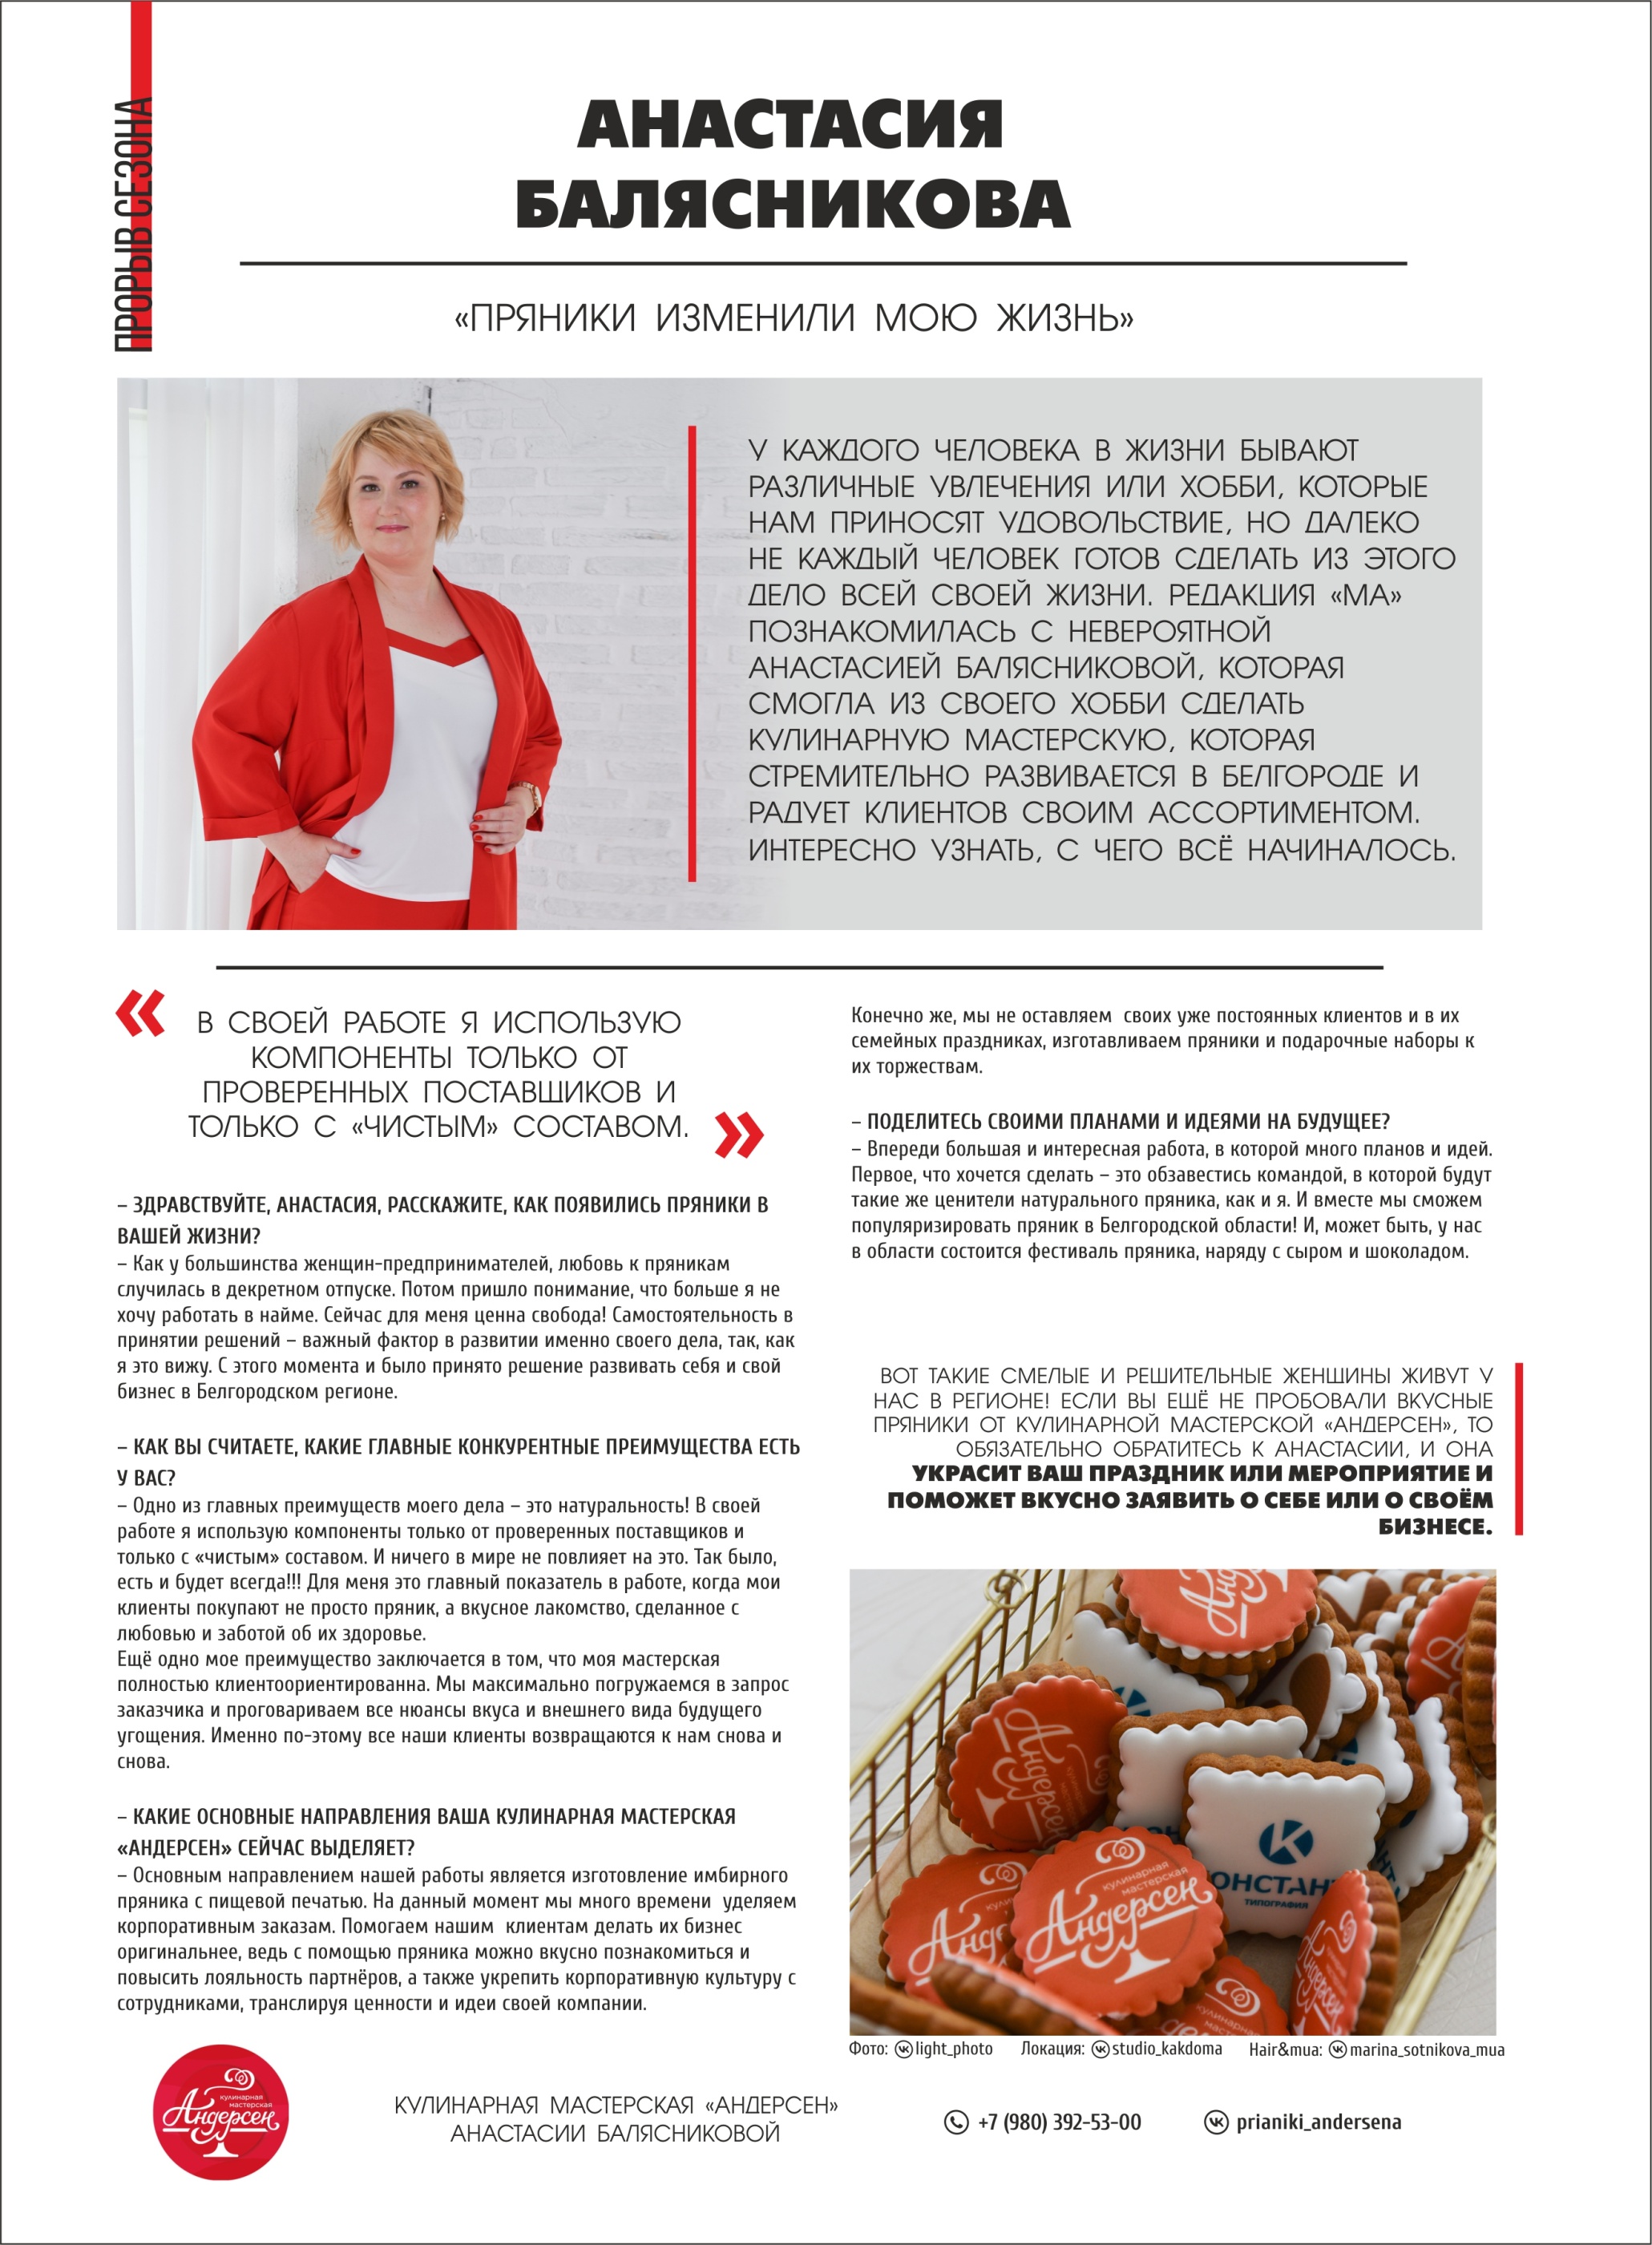 ПРОРЫВ СЕЗОНА
АНАСТАСИЯ
БАЛЯСНИКОВА
«ПРЯНИКИ ИЗМЕНИЛИ МОЮ ЖИЗНЬ»
У КАЖДОГО ЧЕЛОВЕКА В ЖИЗНИ БЫВАЮТ
РАЗЛИЧНЫЕ УВЛЕЧЕНИЯ ИЛИ ХОББИ, КОТОРЫЕ
НАМ ПРИНОСЯТ УДОВОЛЬСТВИЕ, НО ДАЛЕКО
НЕ КАЖДЫЙ ЧЕЛОВЕК ГОТОВ СДЕЛАТЬ ИЗ ЭТОГО
ДЕЛО ВСЕЙ СВОЕЙ ЖИЗНИ. РЕДАКЦИЯ «МА»
ПОЗНАКОМИЛАСЬ С НЕВЕРОЯТНОЙ
АНАСТАСИЕЙ БАЛЯСНИКОВОЙ, КОТОРАЯ
СМОГЛА ИЗ СВОЕГО ХОББИ СДЕЛАТЬ
КУЛИНАРНУЮ МАСТЕРСКУЮ, КОТОРАЯ
СТРЕМИТЕЛЬНО РАЗВИВАЕТСЯ В БЕЛГОРОДЕ И
РАДУЕТ КЛИЕНТОВ СВОИМ АССОРТИМЕНТОМ.
ИНТЕРЕСНО УЗНАТЬ, С ЧЕГО ВСЁ НАЧИНАЛОСЬ.
« В СВОЕЙ РАБОТЕ Я ИСПОЛЬЗУЮ
КОМПОНЕНТЫ ТОЛЬКО ОТ
ПРОВЕРЕННЫХ ПОСТАВЩИКОВ И
ТОЛЬКО С «ЧИСТЫМ» СОСТАВОМ. »
– ЗДРАВСТВУЙТЕ, АНАСТАСИЯ, РАССКАЖИТЕ, КАК ПОЯВИЛИСЬ ПРЯНИКИ В
ВАШЕЙ ЖИЗНИ?
– Как у большинства женщин-предпринимателей, любовь к пряникам
случилась в декретном отпуске. Потом пришло понимание, что больше я не
хочу работать в найме. Сейчас для меня ценна свобода! Самостоятельность в
принятии решений – важный фактор в развитии именно своего дела, так, как
я это вижу. С этого момента и было принято решение развивать себя и свой
бизнес в Белгородском регионе.
– КАК ВЫ СЧИТАЕТЕ, КАКИЕ ГЛАВНЫЕ КОНКУРЕНТНЫЕ ПРЕИМУЩЕСТВА ЕСТЬ
У ВАС?
– Одно из главных преимуществ моего дела – это натуральность! В своей
работе я использую компоненты только от проверенных поставщиков и
только с «чистым» составом. И ничего в мире не повлияет на это. Так было,
есть и будет всегда!!! Для меня это главный показатель в работе, когда мои
клиенты покупают не просто пряник, а вкусное лакомство, сделанное с
любовью и заботой об их здоровье.
Ещё одно мое преимущество заключается в том, что моя мастерская
полностью клиентоориентированна. Мы максимально погружаемся в запрос
заказчика и проговариваем все нюансы вкуса и внешнего вида будущего
угощения. Именно по-этому все наши клиенты возвращаются к нам снова и
снова.
– КАКИЕ ОСНОВНЫЕ НАПРАВЛЕНИЯ ВАША КУЛИНАРНАЯ МАСТЕРСКАЯ
«АНДЕРСЕН» СЕЙЧАС ВЫДЕЛЯЕТ?
– Основным направлением нашей работы является изготовление имбирного
пряника с пищевой печатью. На данный момент мы много времени уделяем
корпоративным заказам. Помогаем нашим клиентам делать их бизнес
оригинальнее, ведь с помощью пряника можно вкусно познакомиться и
повысить лояльность партнёров, а также укрепить корпоративную культуру с
сотрудниками, транслируя ценности и идеи своей компании.
Конечно же, мы не оставляем своих уже постоянных клиентов и в их
семейных праздниках, изготавливаем пряники и подарочные наборы к
их торжествам.
– ПОДЕЛИТЕСЬ СВОИМИ ПЛАНАМИ И ИДЕЯМИ НА БУДУЩЕЕ?
– Впереди большая и интересная работа, в которой много планов и идей.
Первое, что хочется сделать – это обзавестись командой, в которой будут
такие же ценители натурального пряника, как и я. И вместе мы сможем
популяризировать пряник в Белгородской области! И, может быть, у нас
в области состоится фестиваль пряника, наряду с сыром и шоколадом.
ВОТ ТАКИЕ СМЕЛЫЕ И РЕШИТЕЛЬНЫЕ ЖЕНЩИНЫ ЖИВУТ У
НАС В РЕГИОНЕ! ЕСЛИ ВЫ ЕЩЁ НЕ ПРОБОВАЛИ ВКУСНЫЕ
ПРЯНИКИ ОТ КУЛИНАРНОЙ МАСТЕРСКОЙ «АНДЕРСЕН», ТО
ОБЯЗАТЕЛЬНО ОБРАТИТЕСЬ К АНАСТАСИИ, И ОНА
УКРАСИТ ВАШ ПРАЗДНИК ИЛИ МЕРОПРИЯТИЕ И
ПОМОЖЕТ ВКУСНО ЗАЯВИТЬ О СЕБЕ ИЛИ О СВОЁМ
БИЗНЕСЕ.
Андерсен
кулинарная
мастерская
Андерсен
ОНСТАН
ТИПОГРАФИЯ
Фото: light_photo Локация: studio_kakdoma Hair&mua: marina_sotnikova_mua
кулинарная
мастерская
Андерсен
КУЛИНАРНАЯ МАСТЕРСКАЯ «АНДЕРСЕН»
АНАСТАСИИ БАЛЯСНИКОВОЙ
+7 (980) 392-53-00
prianiki_andersena